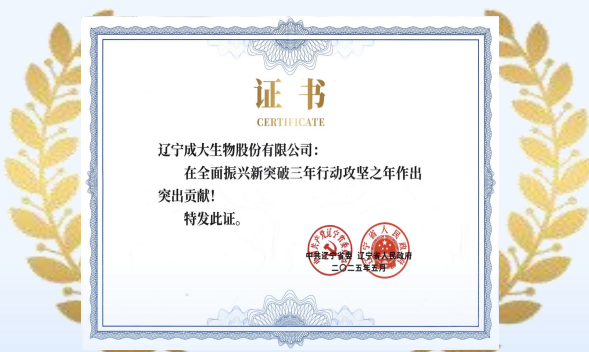 证书
CERTIFICATE
辽宁成大生物股份有限公司：
在全面振兴新突破三年行动攻坚之年作出
突出贡献！
特发此证。
中共辽宁省委 辽宁省人民政府
二〇二五年五月